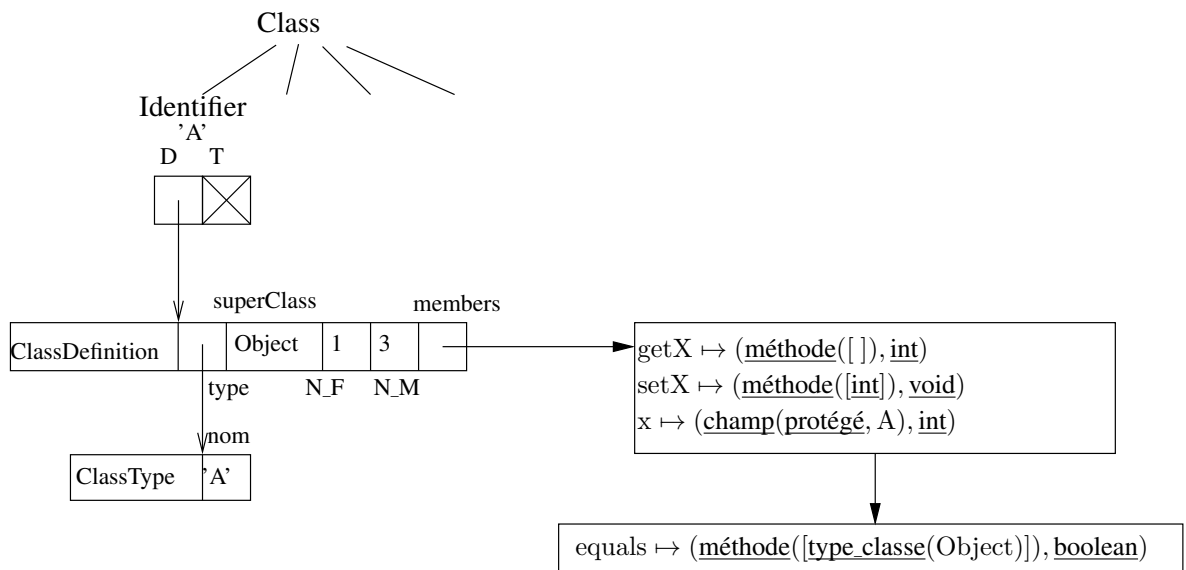 Class
Identifier
'A'
D T
superClass
members
ClassDefinition Object 1 3
type N_F N_M
nom
ClassType 'A'
getX ↦ (méthode([ ]), int)
setX ↦ (méthode([int]), void)
x ↦ (champ(protégé, A), int)
equals ↦ (méthode([type_classe(Object)]), boolean)